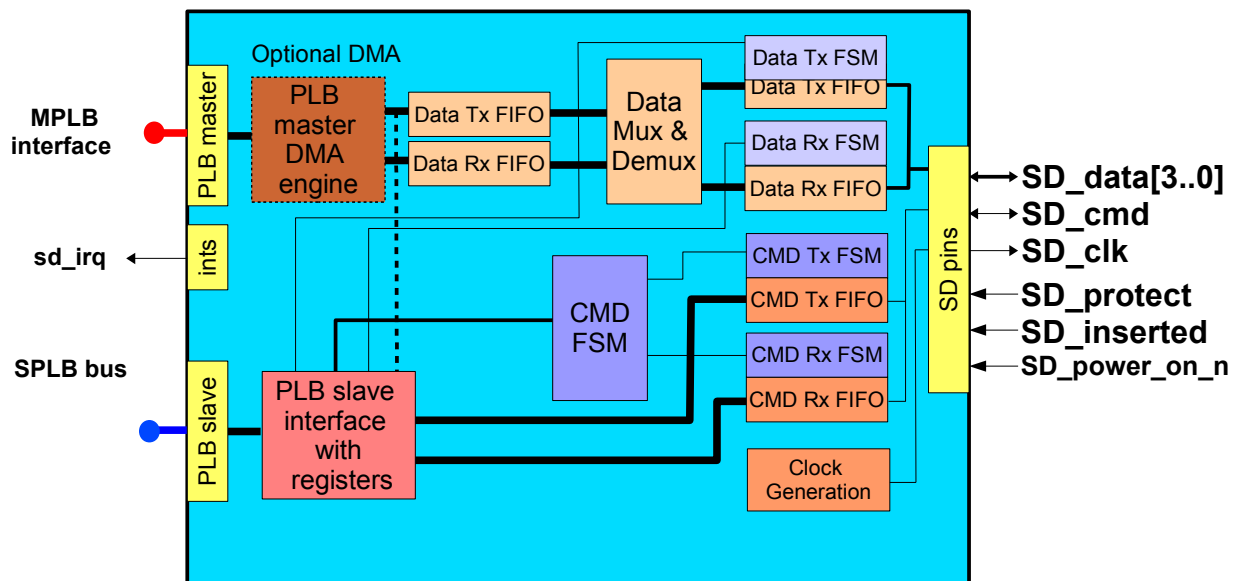 MPLB
interface
sd_irq
SPLB bus
PLB master
ints
PLB slave
Optional DMA
PLB
master
DMA
engine
Data Tx FIFO
Data Rx FIFO
Data
Mux &
Demux
Data Tx FSM
Data Tx FIFO
Data Rx FSM
Data Rx FIFO
CMD
FSM
CMD Tx FSM
CMD Tx FIFO
CMD Rx FSM
CMD Rx FIFO
PLB slave
interface
with
registers
Clock
Generation
SD pins
SD_data[3..0]
SD_cmd
SD_clk
SD_protect
SD_inserted
SD_power_on_n